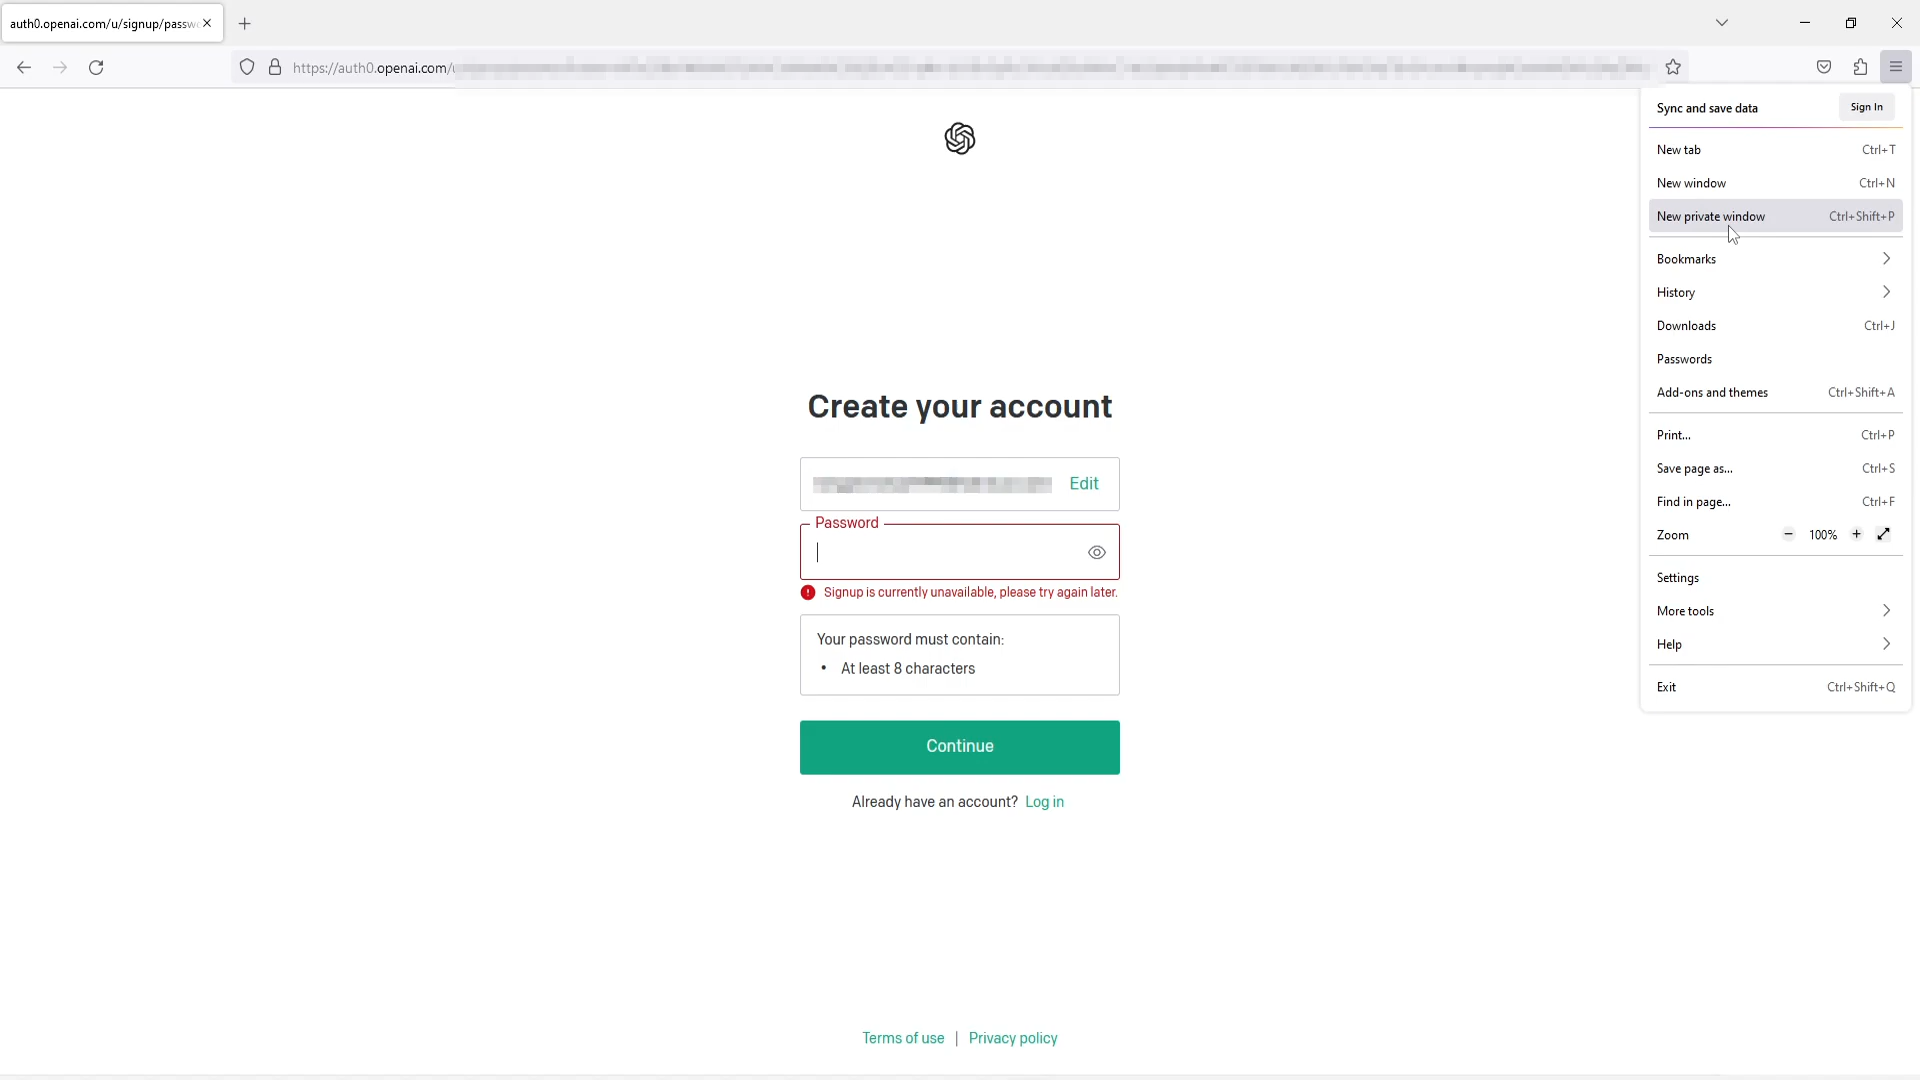 auth0.openai.com/u/signup/passw
https://auth0.openai.com/
Sync and save data Sign In
New tab Ctrl+T
New window Ctrl+N
New private window Ctrl+Shift+P
Bookmarks
History
Downloads Ctrl+J
Passwords
Add-ons and themes Ctrl+Shift+A
Print... Ctrl+P
Save page as... Ctrl+S
Find in page... Ctrl+F
Zoom − 100% +
Settings
More tools
Help
Exit Ctrl+Shift+Q
Create your account
Edit
Password
Signup is currently unavailable, please try again later.
Your password must contain:
• At least 8 characters
Continue
Already have an account? Log in
Terms of use | Privacy policy